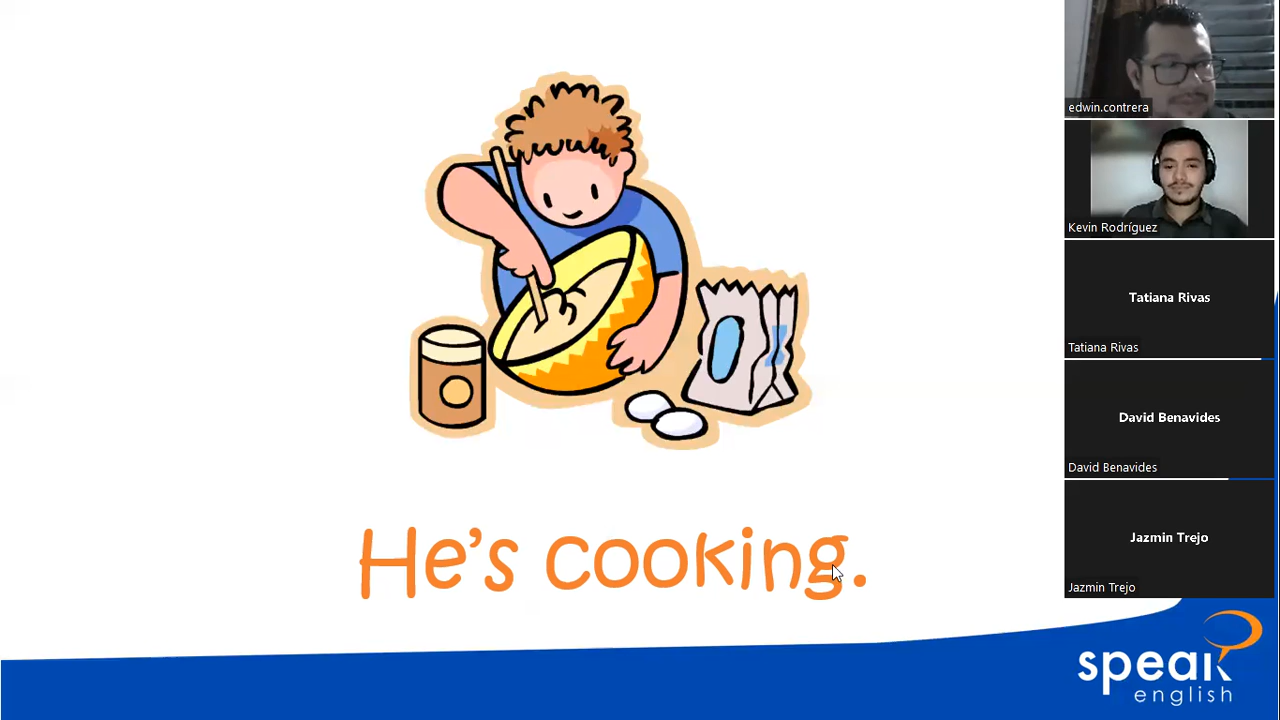 He's cooking.
edwin.contrera
Kevin Rodríguez
Tatiana Rivas
Tatiana Rivas
David Benavides
David Benavides
Jazmin Trejo
Jazmin Trejo
speak
english